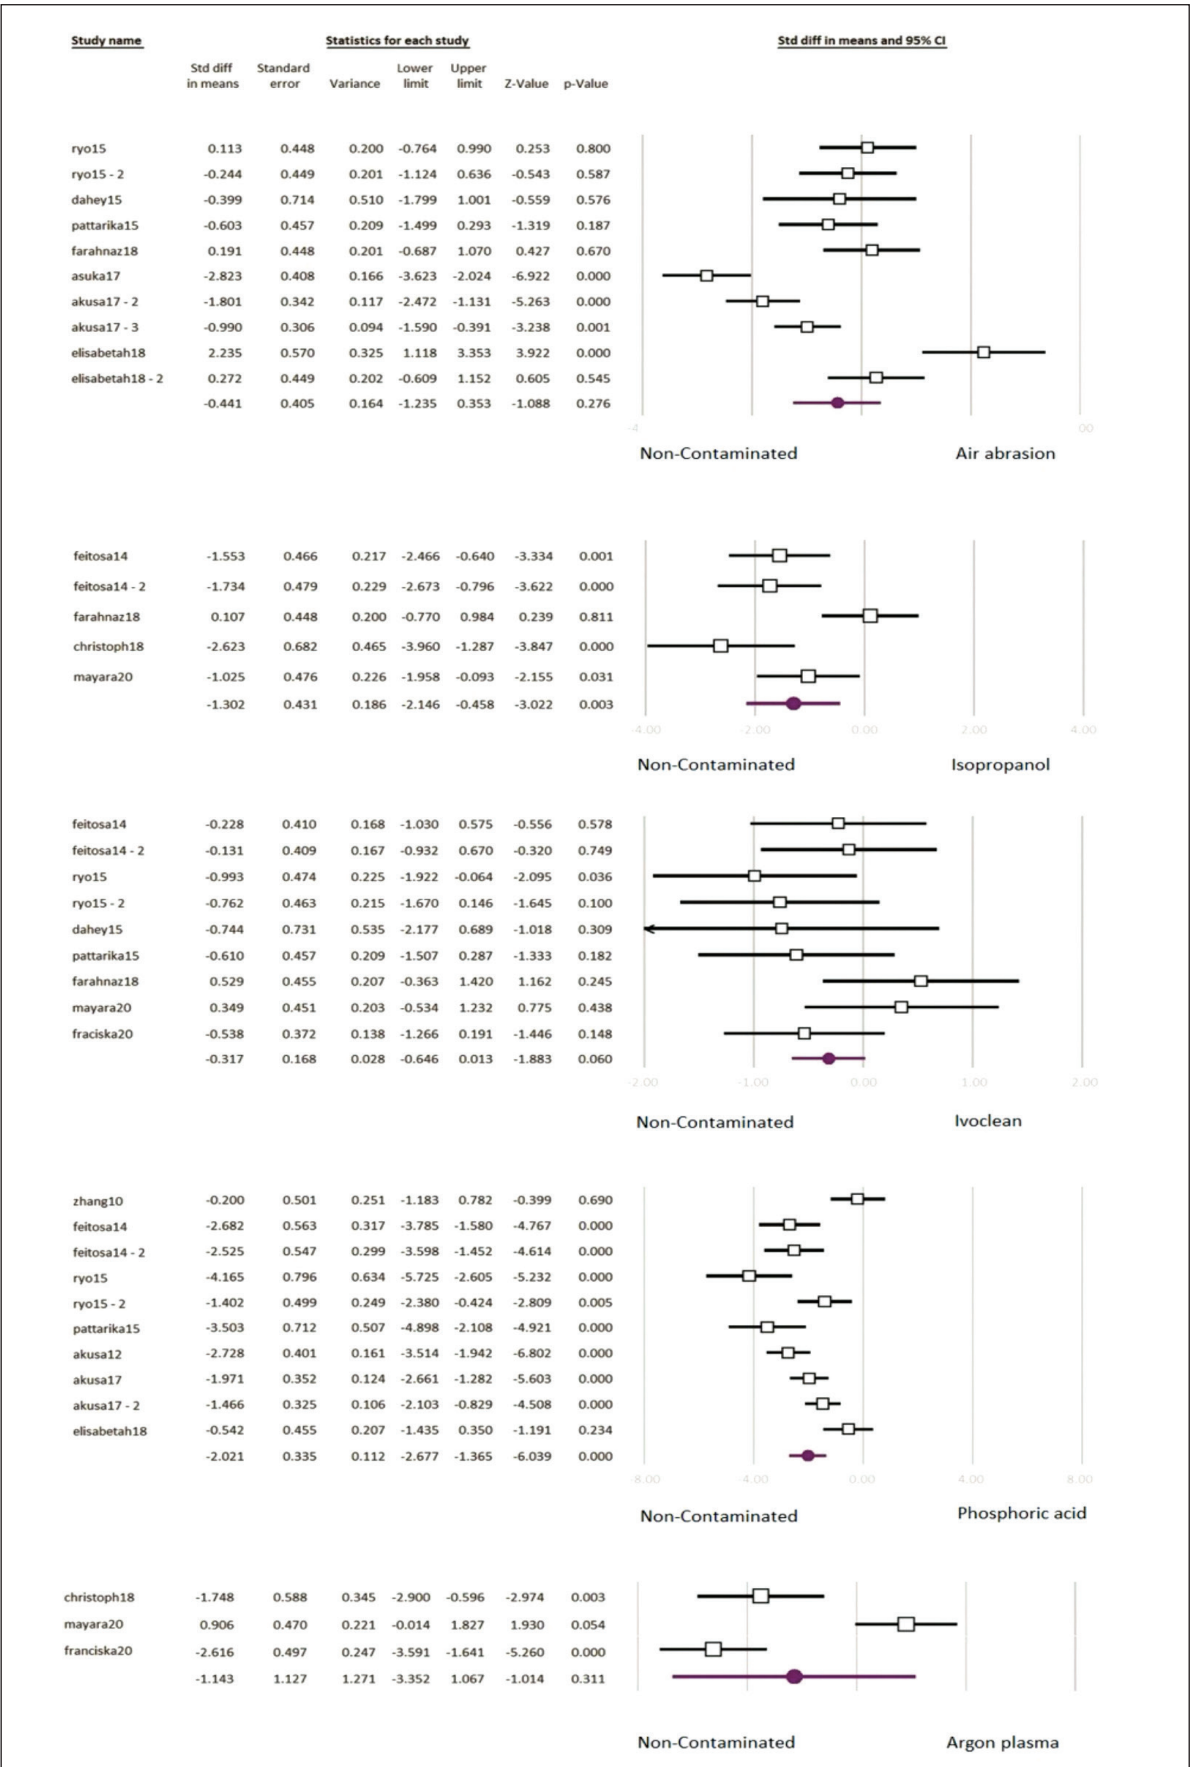 Study name Statistics for each study Std diff in means and 95% CI
Std diff Standard Lower Upper
in means error Variance limit limit Z-Value p-Value
ryo15 0.113 0.448 0.200 -0.764 0.990 0.253 0.800
ryo15 - 2 -0.244 0.449 0.201 -1.124 0.636 -0.543 0.587
dahey15 -0.399 0.714 0.510 -1.799 1.001 -0.559 0.576
pattarika15 -0.603 0.457 0.209 -1.499 0.293 -1.319 0.187
farahnaz18 0.191 0.448 0.201 -0.687 1.070 0.427 0.670
asuka17 -2.823 0.408 0.166 -3.623 -2.024 -6.922 0.000
akusa17 - 2 -1.801 0.342 0.117 -2.472 -1.131 -5.263 0.000
akusa17 - 3 -0.990 0.306 0.094 -1.590 -0.391 -3.238 0.001
elisabetah18 2.235 0.570 0.325 1.118 3.353 3.922 0.000
elisabetah18 - 2 0.272 0.449 0.202 -0.609 1.152 0.605 0.545
-0.441 0.405 0.164 -1.235 0.353 -1.088 0.276
-4 00
Non-Contaminated Air abrasion
feitosa14 -1.553 0.466 0.217 -2.466 -0.640 -3.334 0.001
feitosa14 - 2 -1.734 0.479 0.229 -2.673 -0.796 -3.622 0.000
farahnaz18 0.107 0.448 0.200 -0.770 0.984 0.239 0.811
christoph18 -2.623 0.682 0.465 -3.960 -1.287 -3.847 0.000
mayara20 -1.025 0.476 0.226 -1.958 -0.093 -2.155 0.031
-1.302 0.431 0.186 -2.146 -0.458 -3.022 0.003
-4.00 -2.00 0.00 2.00 4.00
Non-Contaminated Isopropanol
feitosa14 -0.228 0.410 0.168 -1.030 0.575 -0.556 0.578
feitosa14 - 2 -0.131 0.409 0.167 -0.932 0.670 -0.320 0.749
ryo15 -0.993 0.474 0.225 -1.922 -0.064 -2.095 0.036
ryo15 - 2 -0.762 0.463 0.215 -1.670 0.146 -1.645 0.100
dahey15 -0.744 0.731 0.535 -2.177 0.689 -1.018 0.309
pattarika15 -0.610 0.457 0.209 -1.507 0.287 -1.333 0.182
farahnaz18 0.529 0.455 0.207 -0.363 1.420 1.162 0.245
mayara20 0.349 0.451 0.203 -0.534 1.232 0.775 0.438
fraciska20 -0.538 0.372 0.138 -1.266 0.191 -1.446 0.148
-0.317 0.168 0.028 -0.646 0.013 -1.883 0.060
-2.00 -1.00 0.00 1.00 2.00
Non-Contaminated Ivoclean
zhang10 -0.200 0.501 0.251 -1.183 0.782 -0.399 0.690
feitosa14 -2.682 0.563 0.317 -3.785 -1.580 -4.767 0.000
feitosa14 - 2 -2.525 0.547 0.299 -3.598 -1.452 -4.614 0.000
ryo15 -4.165 0.796 0.634 -5.725 -2.605 -5.232 0.000
ryo15 - 2 -1.402 0.499 0.249 -2.380 -0.424 -2.809 0.005
pattarika15 -3.503 0.712 0.507 -4.898 -2.108 -4.921 0.000
akusa12 -2.728 0.401 0.161 -3.514 -1.942 -6.802 0.000
akusa17 -1.971 0.352 0.124 -2.661 -1.282 -5.603 0.000
akusa17 - 2 -1.466 0.325 0.106 -2.103 -0.829 -4.508 0.000
elisabetah18 -0.542 0.455 0.207 -1.435 0.350 -1.191 0.234
-2.021 0.335 0.112 -2.677 -1.365 -6.039 0.000
8.00 -4.00 0.00 4.00 8.00
Non-Contaminated Phosphoric acid
christoph18 -1.748 0.588 0.345 -2.900 -0.596 -2.974 0.003
mayara20 0.906 0.470 0.221 -0.014 1.827 1.930 0.054
franciska20 -2.616 0.497 0.247 -3.591 -1.641 -5.260 0.000
-1.143 1.127 1.271 -3.352 1.067 -1.014 0.311
Non-Contaminated Argon plasma